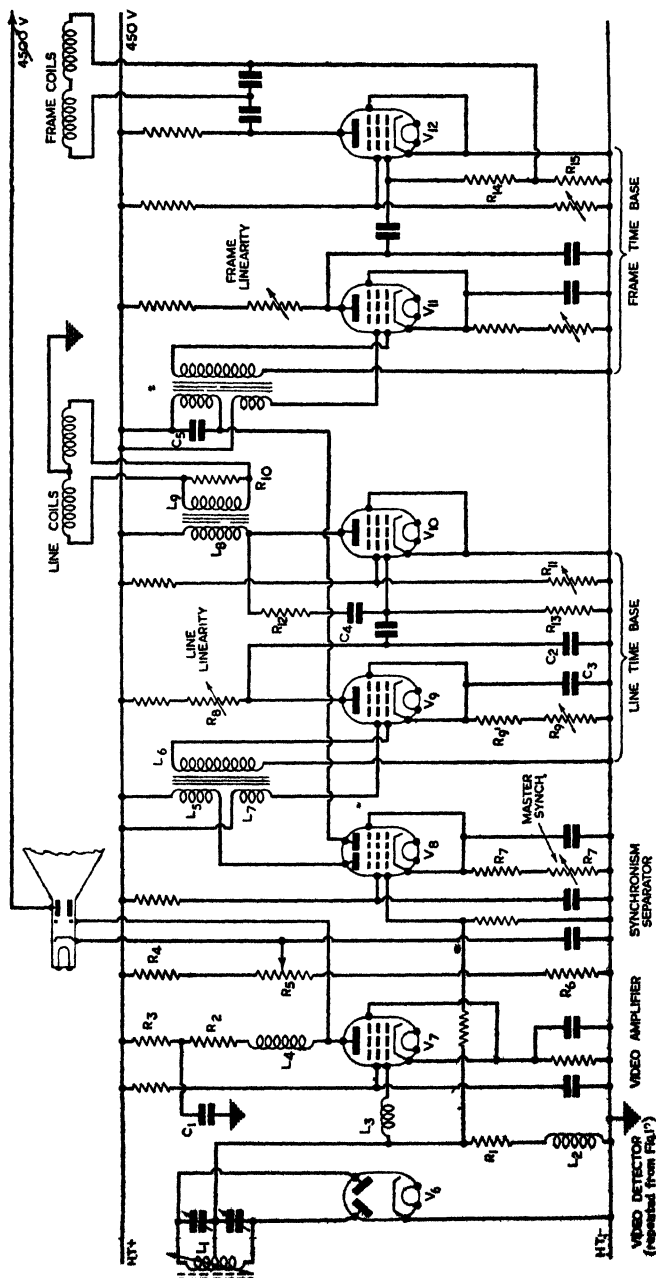 4500 V
450 V
HT+
HT-
FRAME COILS
LINE COILS
FRAME
LINEARITY
LINE
LINEARITY
MASTER
SYNCH.
R3
R2
R4
R5
R6
C1
L1
L2
L3
L4
R1
V6
V7
V8
R7
R7
L5
L6
L7
R8
V9
R9'
R9
C2
C3
C4
R12
R13
R11
L8
L9
R10
V10
C5
V11
V12
R14
R15
VIDEO DETECTOR
(repeated from Fig. 1")
VIDEO AMPLIFIER
SYNCHRONISM
SEPARATOR
LINE TIME BASE
FRAME TIME BASE